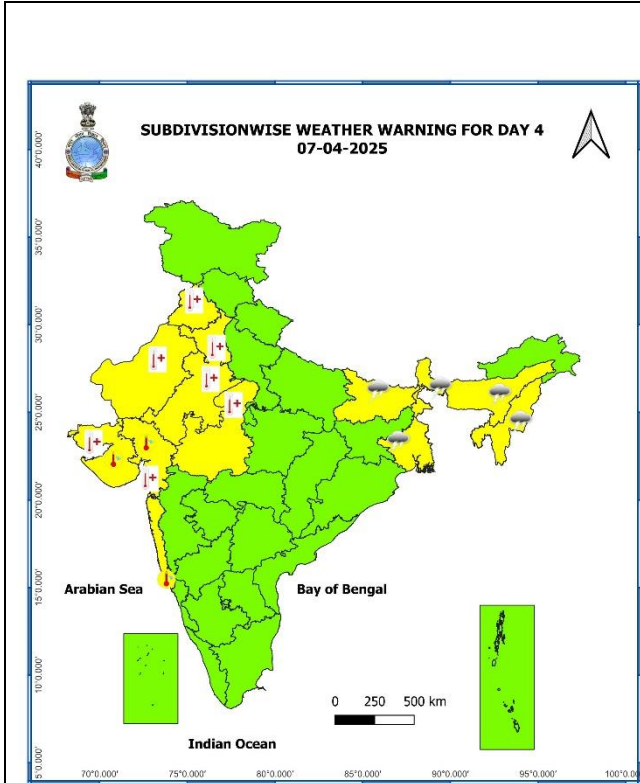 SUBDIVISIONWISE WEATHER WARNING FOR DAY 4
07-04-2025
40°0.000'
35°0.000'
30°0.000'
25°0.000'
20°0.000'
15°0.000'
10°0.000'
5°0.000'
Arabian Sea
Bay of Bengal
0 250 500 km
Indian Ocean
70°0.000' 75°0.000' 80°0.000' 85°0.000' 90°0.000' 95°0.000' 100°0.0